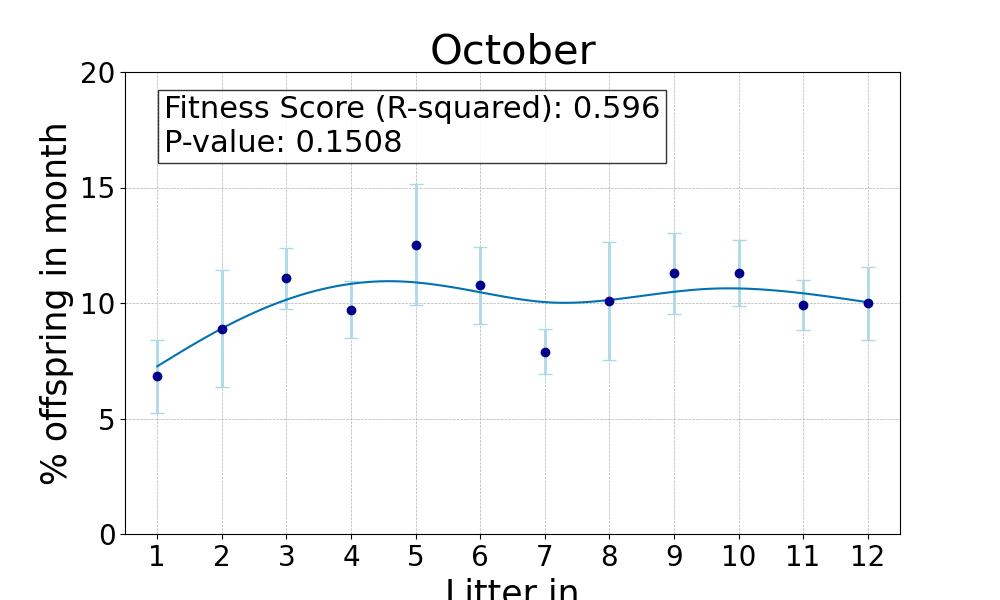 October
Fitness Score (R-squared): 0.596
P-value: 0.1508
% offspring in month
20
15
10
5
0
1 2 3 4 5 6 7 8 9 10 11 12
Litter in